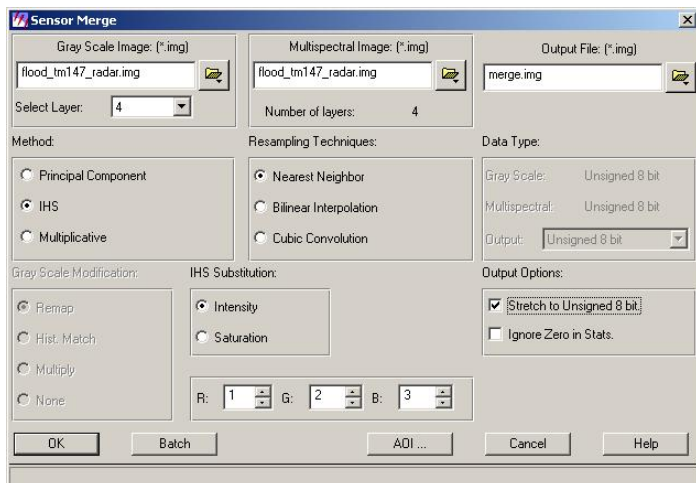 Sensor Merge
Gray Scale Image: (*.img)
flood_tm147_radar.img
Select Layer: 4
Multispectral Image: (*.img)
flood_tm147_radar.img
Number of layers: 4
Output File: (*.img)
merge.img
Method:
Principal Component
IHS
Multiplicative
Resampling Techniques:
Nearest Neighbor
Bilinear Interpolation
Cubic Convolution
Data Type:
Gray Scale: Unsigned 8 bit
Multispectral: Unsigned 8 bit
Output: Unsigned 8 bit
Gray Scale Modification:
Remap
Hist. Match
Multiply
None
IHS Substitution:
Intensity
Saturation
R: 1 G: 2 B: 3
Output Options:
Stretch to Unsigned 8 bit.
Ignore Zero in Stats.
OK Batch AOI ... Cancel Help